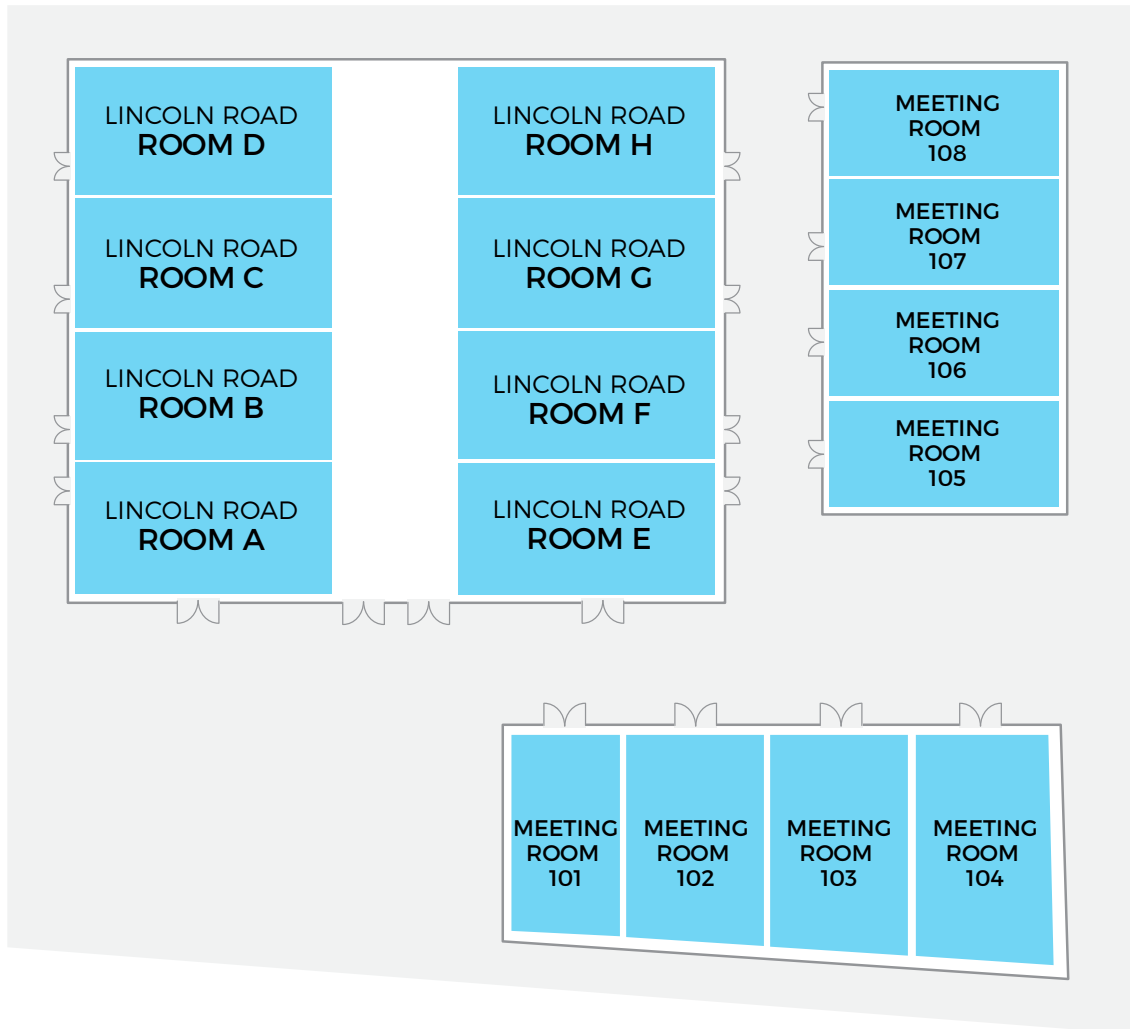 LINCOLN ROAD
ROOM D
LINCOLN ROAD
ROOM H
MEETING
ROOM
108
LINCOLN ROAD
ROOM C
LINCOLN ROAD
ROOM G
MEETING
ROOM
107
LINCOLN ROAD
ROOM B
LINCOLN ROAD
ROOM F
MEETING
ROOM
106
LINCOLN ROAD
ROOM A
LINCOLN ROAD
ROOM E
MEETING
ROOM
105
MEETING
ROOM
101
MEETING
ROOM
102
MEETING
ROOM
103
MEETING
ROOM
104